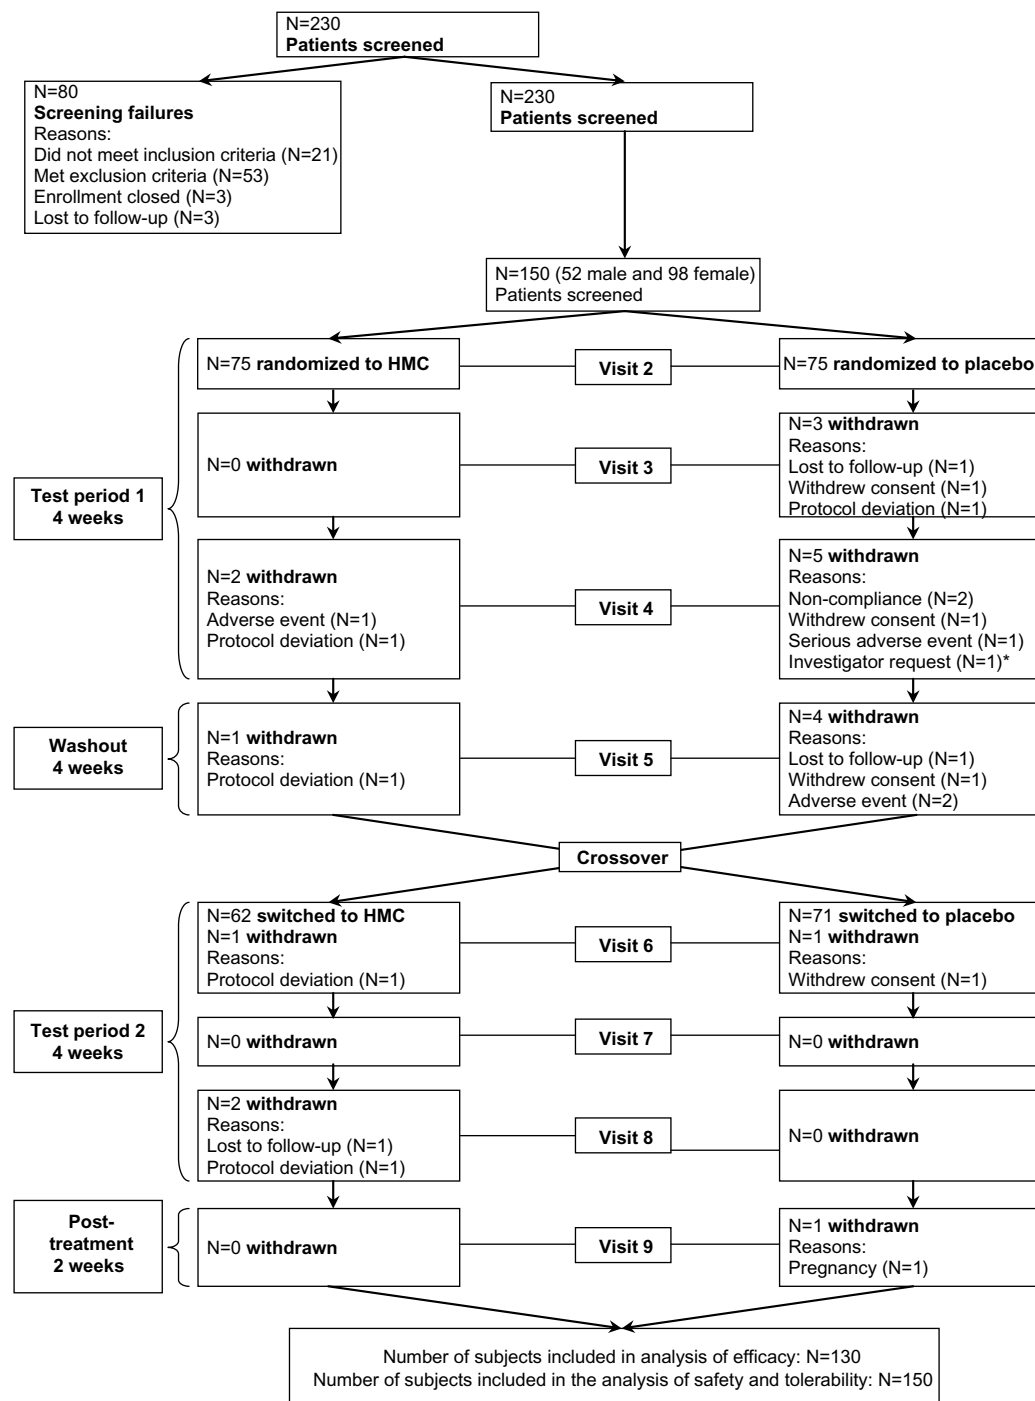 N=230
Patients screened
N=80
Screening failures
Reasons:
Did not meet inclusion criteria (N=21)
Met exclusion criteria (N=53)
Enrollment closed (N=3)
Lost to follow-up (N=3)
N=230
Patients screened
N=150 (52 male and 98 female)
Patients screened
Test period 1
4 weeks
N=75 randomized to HMC
Visit 2
N=75 randomized to placebo
N=0 withdrawn
Visit 3
N=3 withdrawn
Reasons:
Lost to follow-up (N=1)
Withdrew consent (N=1)
Protocol deviation (N=1)
N=2 withdrawn
Reasons:
Adverse event (N=1)
Protocol deviation (N=1)
Visit 4
N=5 withdrawn
Reasons:
Non-compliance (N=2)
Withdrew consent (N=1)
Serious adverse event (N=1)
Investigator request (N=1)*
Washout
4 weeks
N=1 withdrawn
Reasons:
Protocol deviation (N=1)
Visit 5
N=4 withdrawn
Reasons:
Lost to follow-up (N=1)
Withdrew consent (N=1)
Adverse event (N=2)
Crossover
Test period 2
4 weeks
N=62 switched to HMC
N=1 withdrawn
Reasons:
Protocol deviation (N=1)
Visit 6
N=71 switched to placebo
N=1 withdrawn
Reasons:
Withdrew consent (N=1)
N=0 withdrawn
Visit 7
N=0 withdrawn
N=2 withdrawn
Reasons:
Lost to follow-up (N=1)
Protocol deviation (N=1)
Visit 8
N=0 withdrawn
Post-
treatment
2 weeks
N=0 withdrawn
Visit 9
N=1 withdrawn
Reasons:
Pregnancy (N=1)
Number of subjects included in analysis of efficacy: N=130
Number of subjects included in the analysis of safety and tolerability: N=150